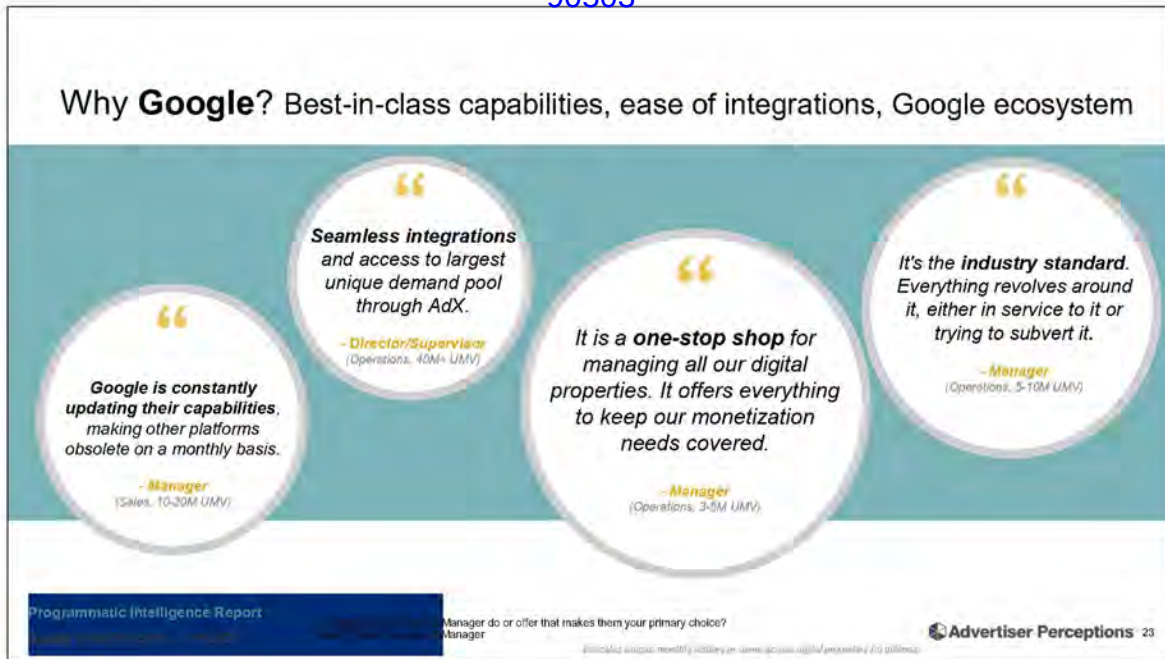 Why Google? Best-in-class capabilities, ease of integrations, Google ecosystem
“
Google is constantly
updating their capabilities,
making other platforms
obsolete on a monthly basis.
- Manager
(Sales, 10-20M UMV)
“
Seamless integrations
and access to largest
unique demand pool
through AdX.
- Director/Supervisor
(Operations, 40M+ UMV)
“
It is a one-stop shop for
managing all our digital
properties. It offers everything
to keep our monetization
needs covered.
- Manager
(Operations, 3-5M UMV)
“
It's the industry standard.
Everything revolves around
it, either in service to it or
trying to subvert it.
- Manager
(Operations, 5-10M UMV)
Programmatic Intelligence Report
Manager do or offer that makes them your primary choice?
Manager
Advertiser Perceptions 23